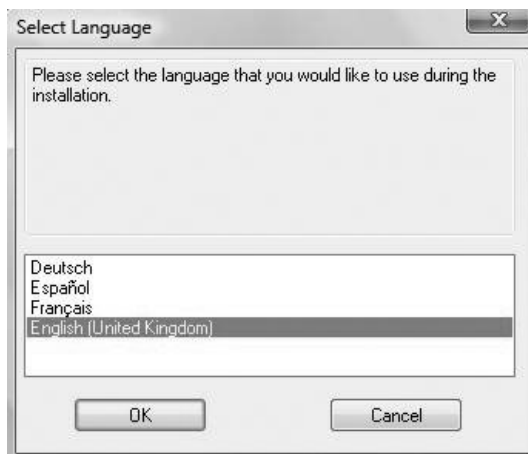 Select Language
Please select the language that you would like to use during the
installation.
Deutsch
Español
Français
English (United Kingdom)
OK
Cancel